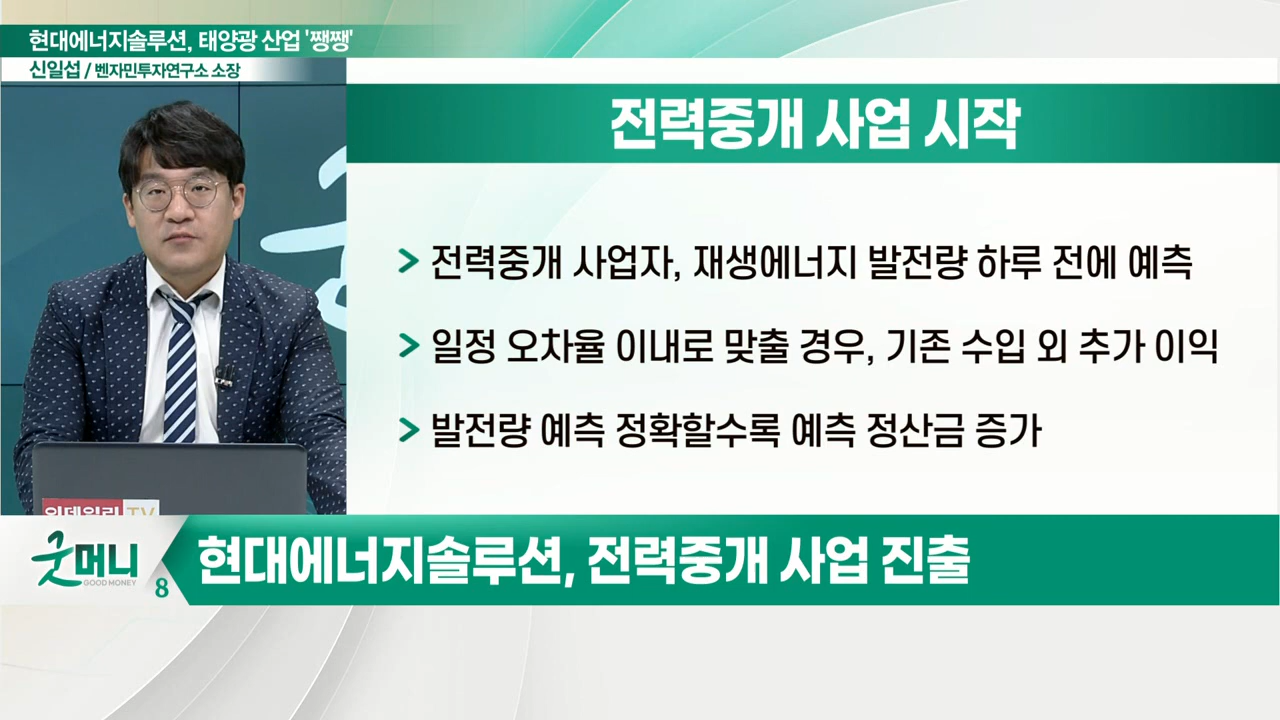 현대에너지솔루션, 태양광 산업 '쨍쨍'
신일섭 / 벤자민투자연구소 소장
전력중개 사업 시작
> 전력중개 사업자, 재생에너지 발전량 하루 전에 예측
> 일정 오차율 이내로 맞출 경우, 기존 수입 외 추가 이익
> 발전량 예측 정확할수록 예측 정산금 증가
TV
굿머니
GOOD MONEY
8
현대에너지솔루션, 전력중개 사업 진출